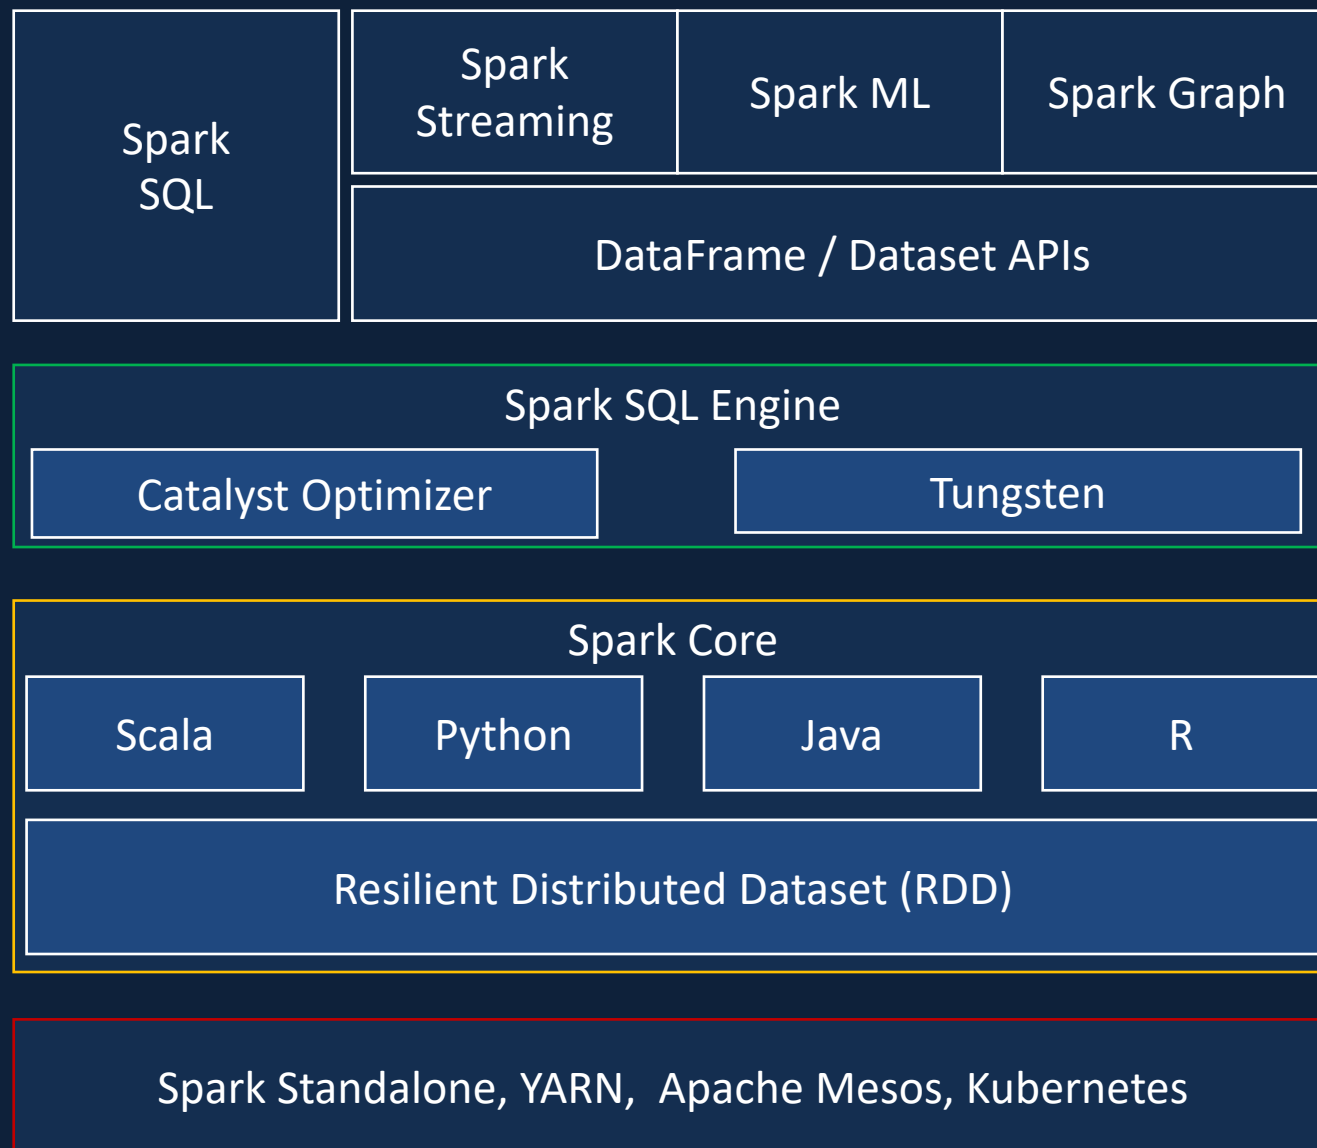 Spark
SQL
Spark
Streaming
Spark ML
Spark Graph
DataFrame / Dataset APIs
Spark SQL Engine
Catalyst Optimizer
Tungsten
Spark Core
Scala
Python
Java
R
Resilient Distributed Dataset (RDD)
Spark Standalone, YARN,  Apache Mesos, Kubernetes